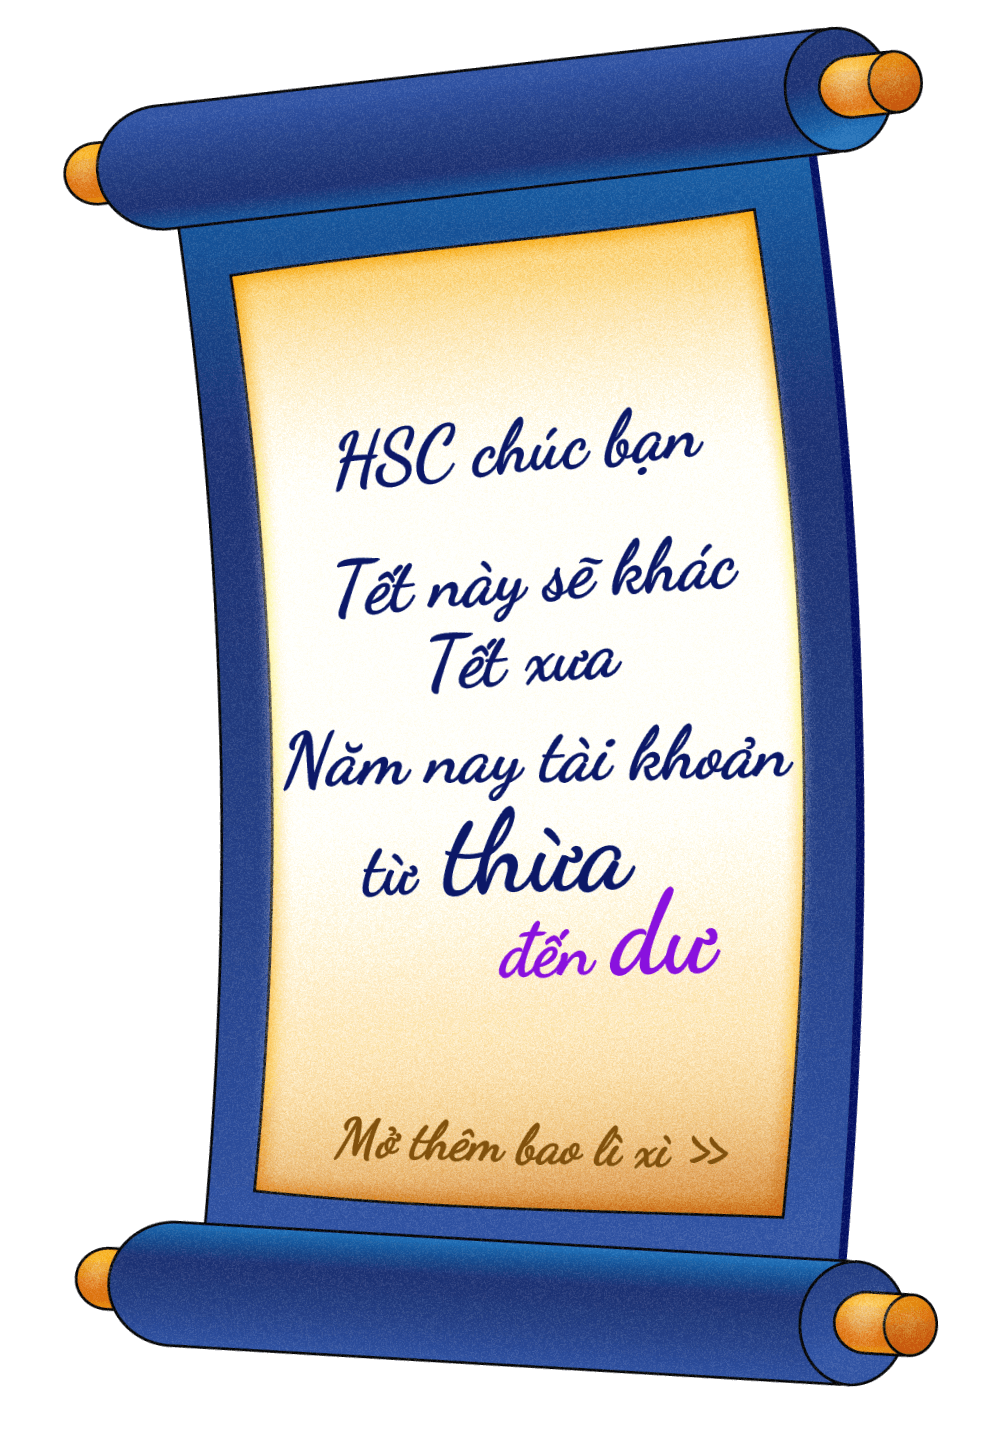 HSC chúc bạn
Tết này sẽ khác
Tết xưa
Năm nay tài khoản
từ thừa
đến dư
Mở thêm bao lì xì >>